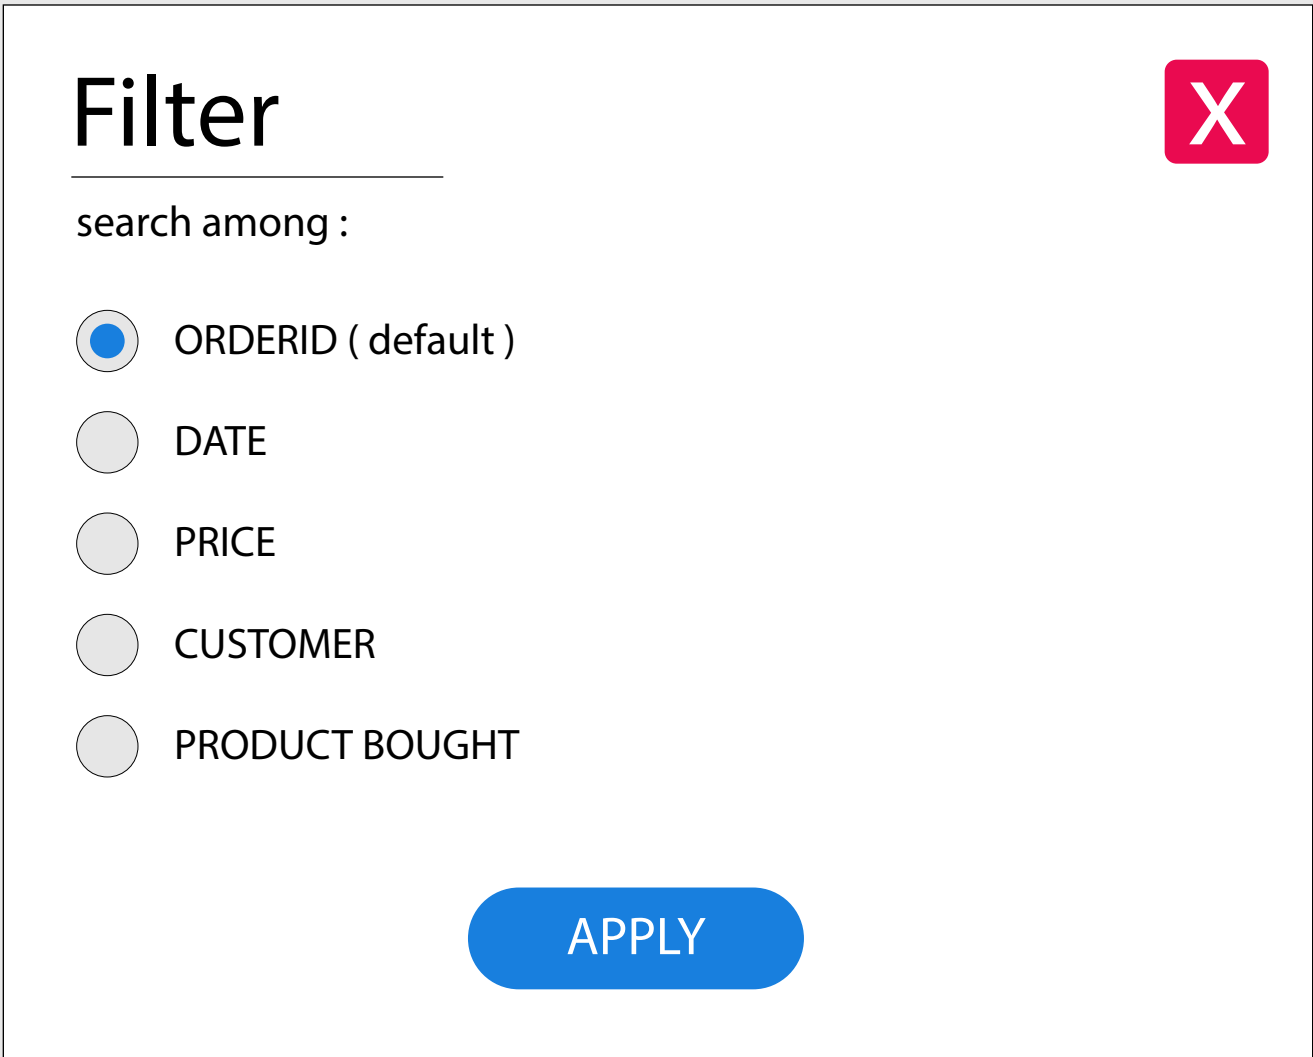 Filter
X
search among :
ORDERID ( default )
DATE
PRICE
CUSTOMER
PRODUCT BOUGHT
APPLY